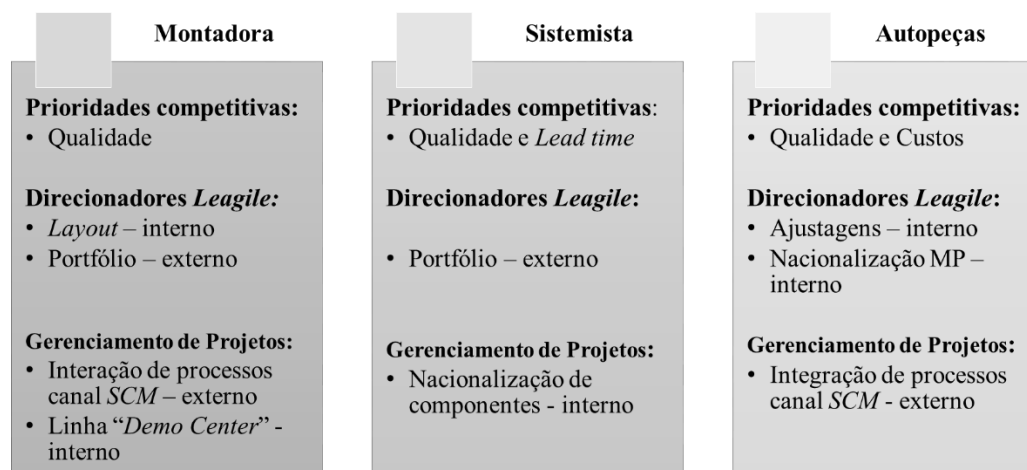 Montadora
Prioridades competitivas:
• Qualidade
Direcionadores Leagile:
• Layout – interno
• Portfólio – externo
Gerenciamento de Projetos:
• Interação de processos
canal SCM – externo
• Linha “Demo Center” -
interno
Sistemista
Prioridades competitivas:
• Qualidade e Lead time
Direcionadores Leagile:
• Portfólio – externo
Gerenciamento de Projetos:
• Nacionalização de
componentes - interno
Autopeças
Prioridades competitivas:
• Qualidade e Custos
Direcionadores Leagile:
• Ajustagens – interno
• Nacionalização MP –
interno
Gerenciamento de Projetos:
• Integração de processos
canal SCM - externo